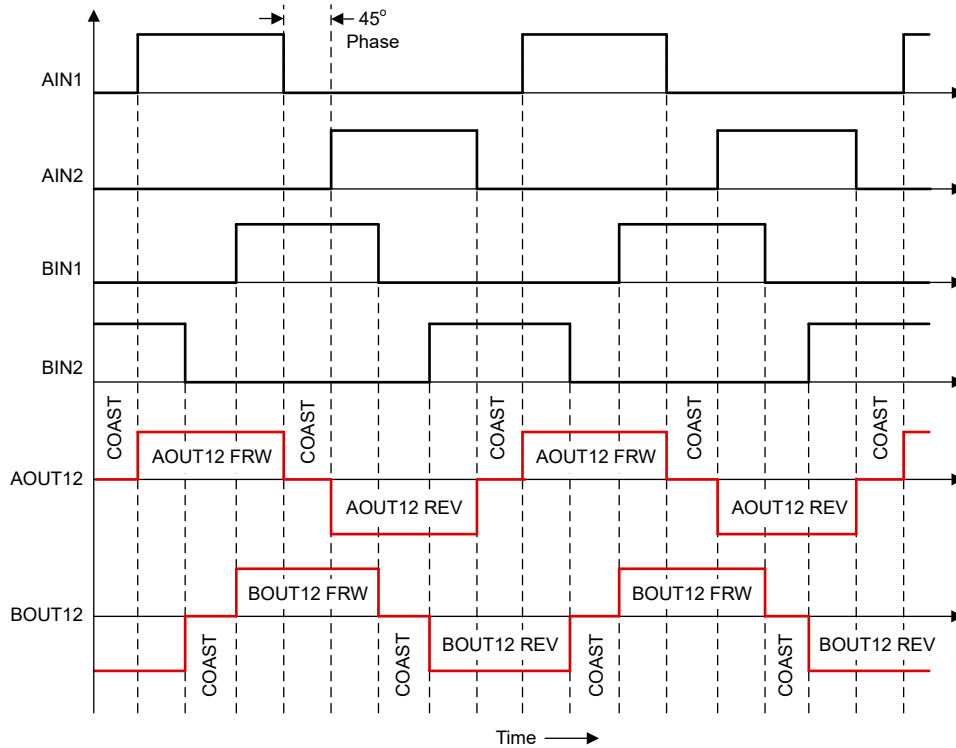 45°
Phase
AIN1
AIN2
BIN1
BIN2
COAST
COAST
COAST
COAST
COAST
AOUT12 FRW
AOUT12 FRW
AOUT12
AOUT12 REV
AOUT12 REV
BOUT12 FRW
BOUT12 FRW
BOUT12
BOUT12 REV
BOUT12 REV
COAST
COAST
COAST
COAST
Time